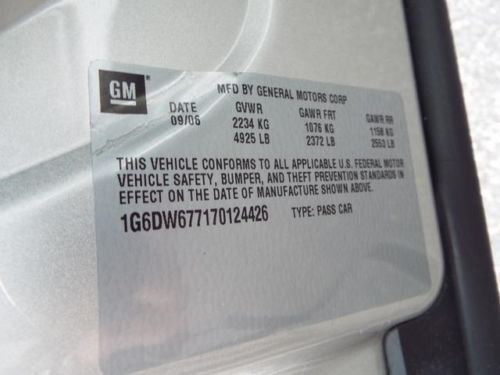 GM
MFD BY GENERAL MOTORS CORP
DATE GVWR GAWR FRT GAWR RR
09/06 2234 KG 1076 KG 1158 KG
4925 LB 2372 LB 2553 LB
THIS VEHICLE CONFORMS TO ALL APPLICABLE U.S. FEDERAL MOTOR
VEHICLE SAFETY, BUMPER, AND THEFT PREVENTION STANDARDS IN
EFFECT ON THE DATE OF MANUFACTURE SHOWN ABOVE.
1G6DW677170124426 TYPE: PASS CAR